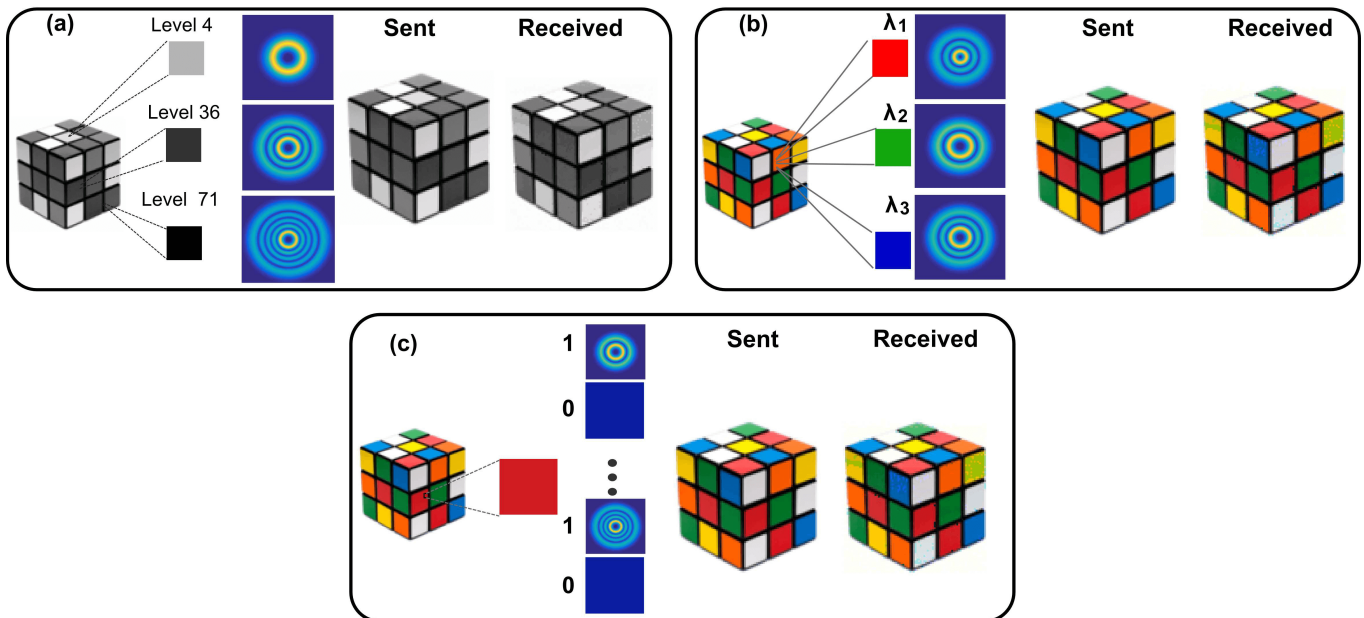 (a)
Level 4
Level 36
Level 71
Sent
Received
(b)
λ1
λ2
λ3
Sent
Received
(c)
1
0
1
0
Sent
Received